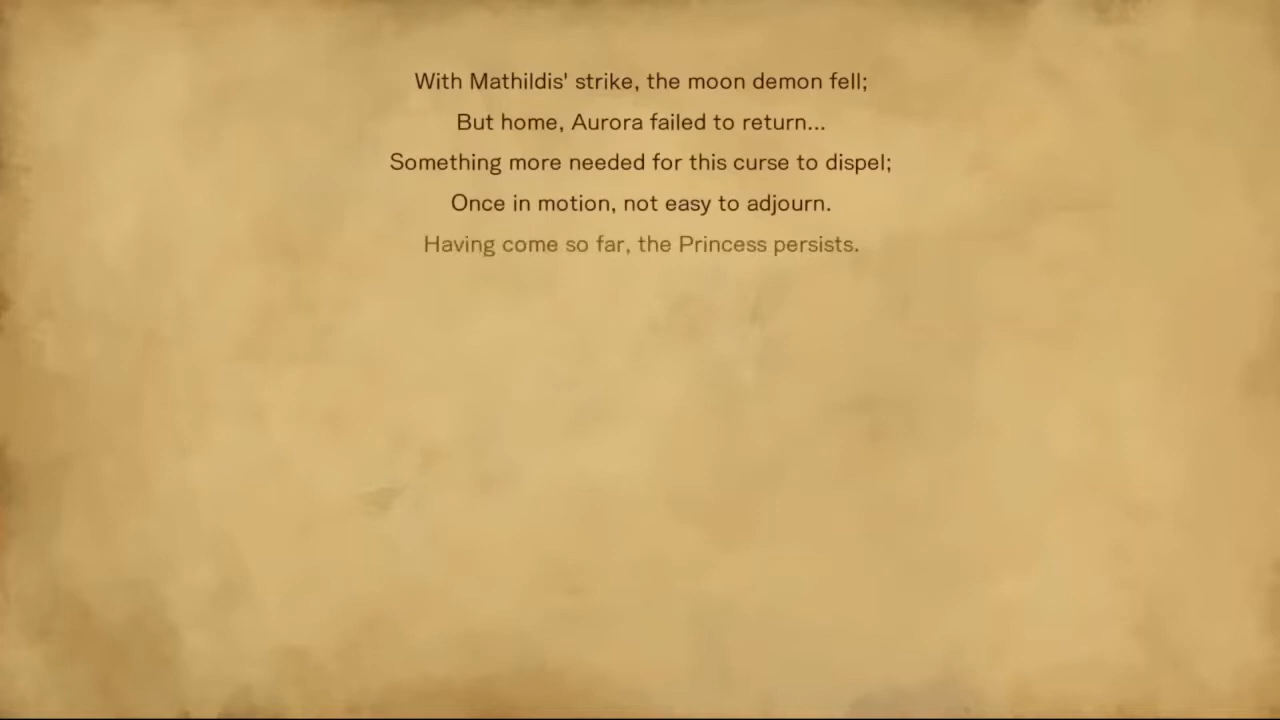 With Mathildis' strike, the moon demon fell;
But home, Aurora failed to return...
Something more needed for this curse to dispel;
Once in motion, not easy to adjourn.
Having come so far, the Princess persists.